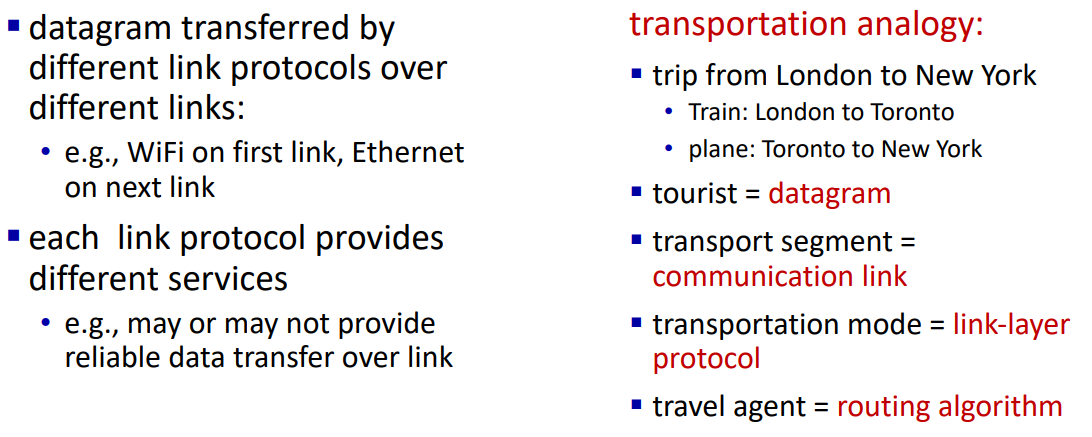 datagram transferred by
different link protocols over
different links:
e.g., WiFi on first link, Ethernet
on next link
each link protocol provides
different services
e.g., may or may not provide
reliable data transfer over link
transportation analogy:
trip from London to New York
Train: London to Toronto
plane: Toronto to New York
tourist = datagram
transport segment =
communication link
transportation mode = link-layer
protocol
travel agent = routing algorithm